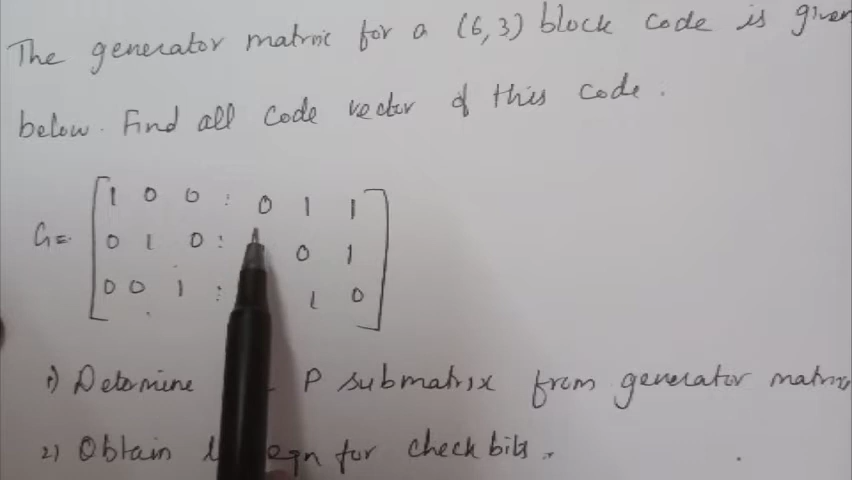 The generator matrix for a (6,3) block code is given
below. Find all code vector of this code.
G = [ 1 0 0 : 0 1 1
0 1 0 : 0 1
0 0 1 : 1 0 ]
1) Determine P submatrix from generator matrix
2) Obtain eqn for check bits.